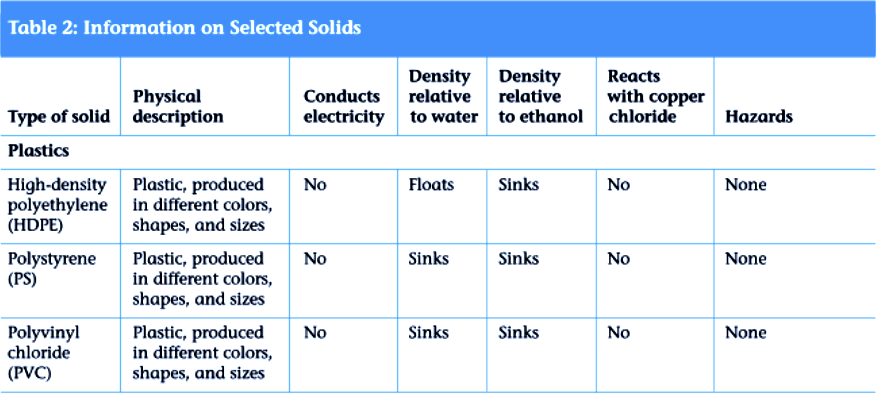 Table 2: Information on Selected Solids
Type of solid
Physical
description
Conducts
electricity
Density
relative
to water
Density
relative
to ethanol
Reacts
with copper
chloride
Hazards
Plastics
High-density
polyethylene
(HDPE)
Plastic, produced
in different colors,
shapes, and sizes
No
Floats
Sinks
No
None
Polystyrene
(PS)
Plastic, produced
in different colors,
shapes, and sizes
No
Sinks
Sinks
No
None
Polyvinyl
chloride
(PVC)
Plastic, produced
in different colors,
shapes, and sizes
No
Sinks
Sinks
No
None